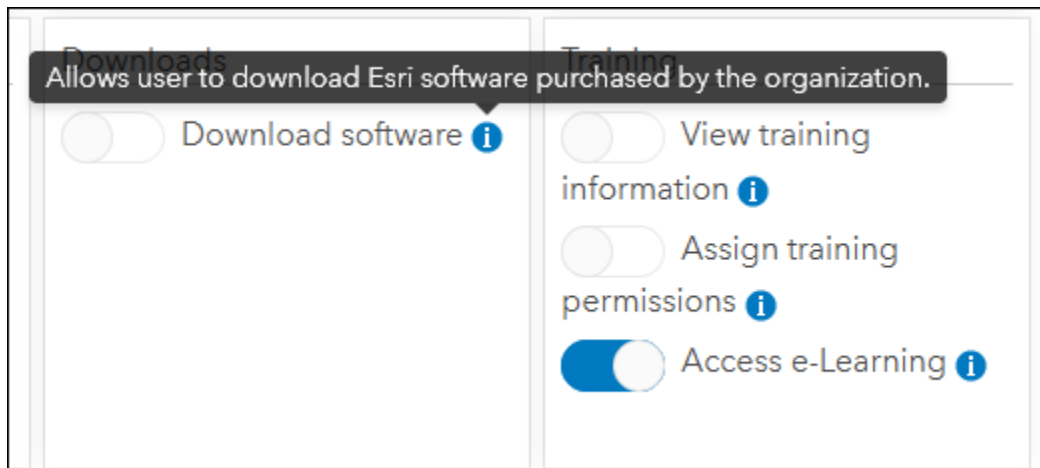 Downloads
Training
Allows user to download Esri software purchased by the organization.
Download software
View training
information
Assign training
permissions
Access e-Learning